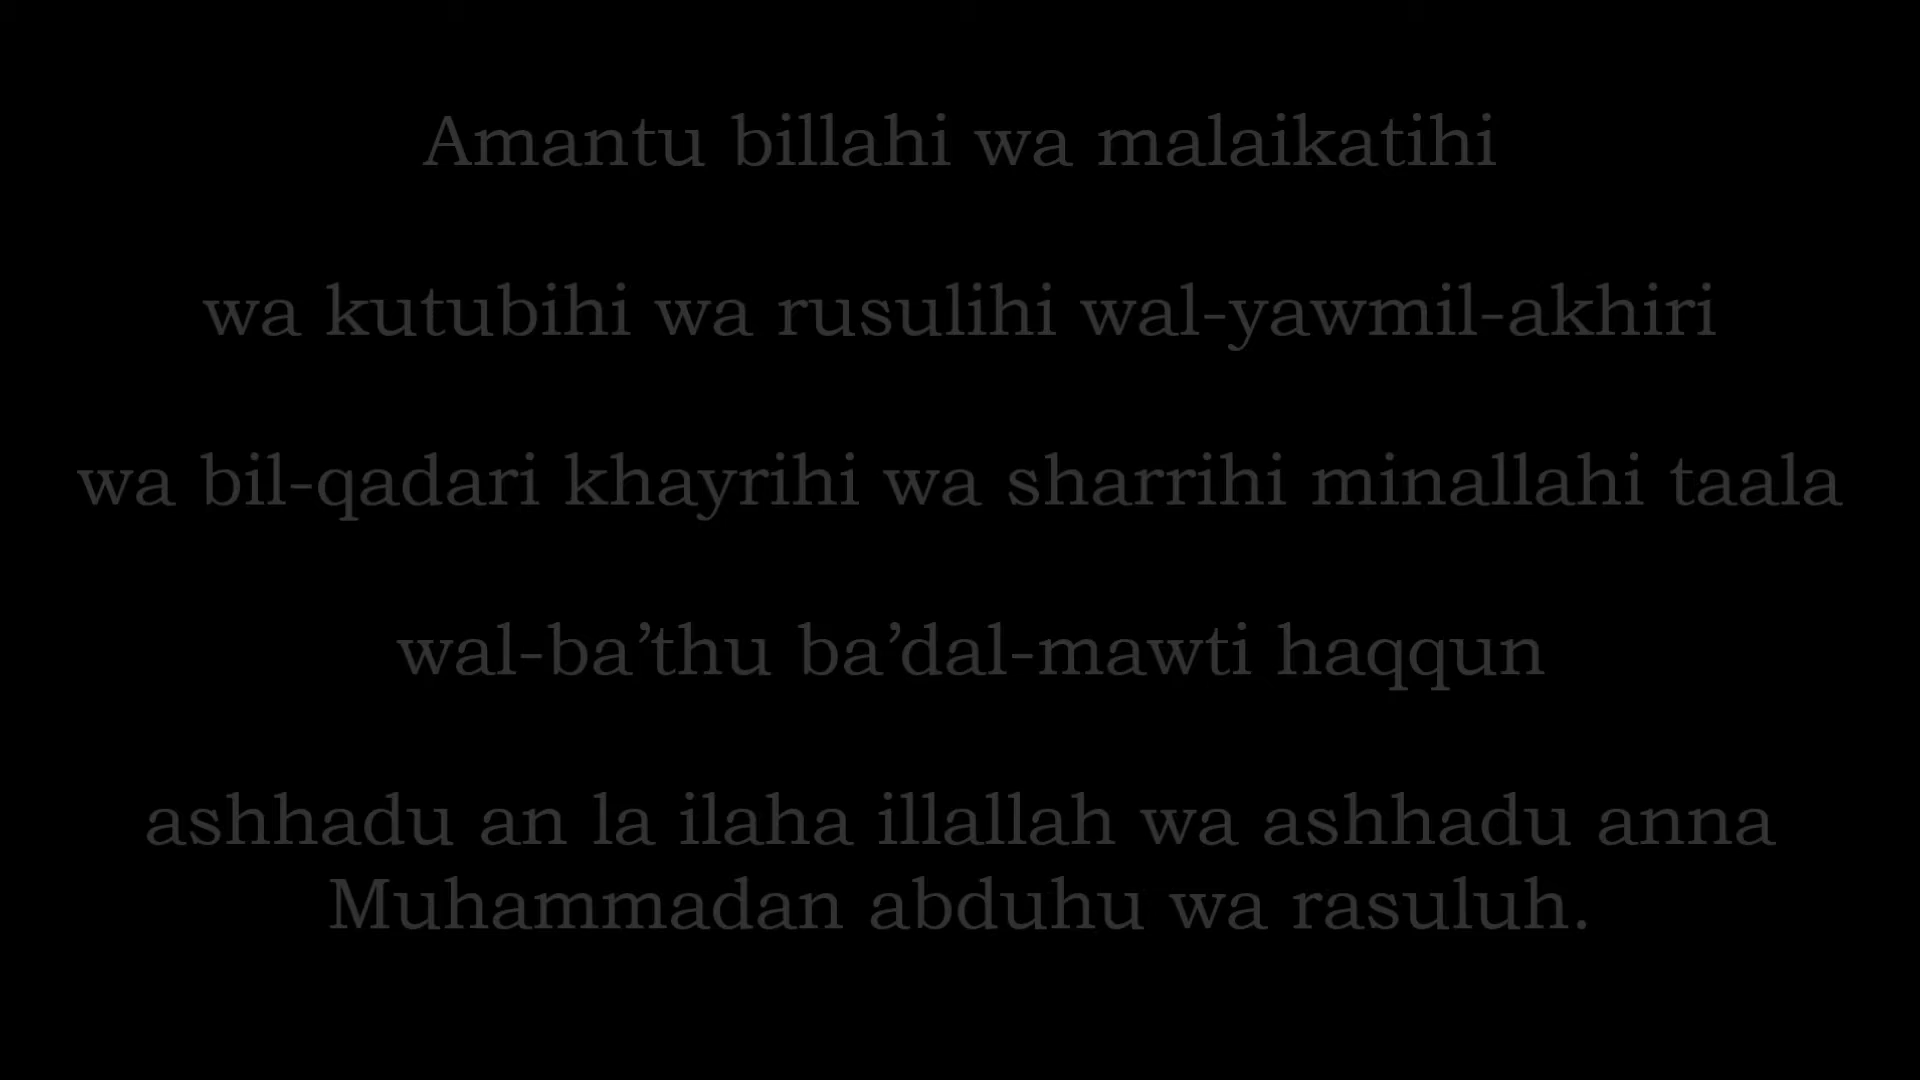 Amantu billahi wa malaikatihi
wa kutubihi wa rusulihi wal-yawmil-akhiri
wa bil-qadari khayrihi wa sharrihi minallahi taala
wal-ba’thu ba’dal-mawti haqqun
ashhadu an la ilaha illallah wa ashhadu anna
Muhammadan abduhu wa rasuluh.